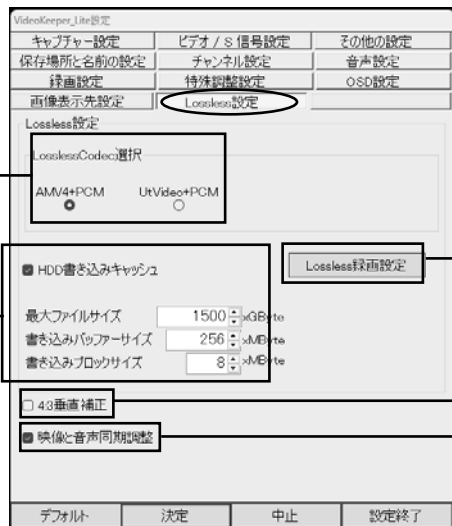 VideoKeeper_Lite設定
キャプチャー設定 ビデオ / S 信号設定 その他の設定
保存場所と名前の設定 チャンネル設定 音声設定
録画設定 特殊調整設定 OSD設定
画像表示先設定 Lossless設定
Lossless設定
LosslessCodec選択
AMV4+PCM UtVideo+PCM
HDD書き込みキャッシュ
Lossless録画設定
最大ファイルサイズ 1500 xGByte
書き込みバッファーサイズ 256 xMByte
書き込みブロックサイズ 8 xMByte
4:3垂直補正
映像と音声同期調整
デフォルト 決定 中止 設定終了